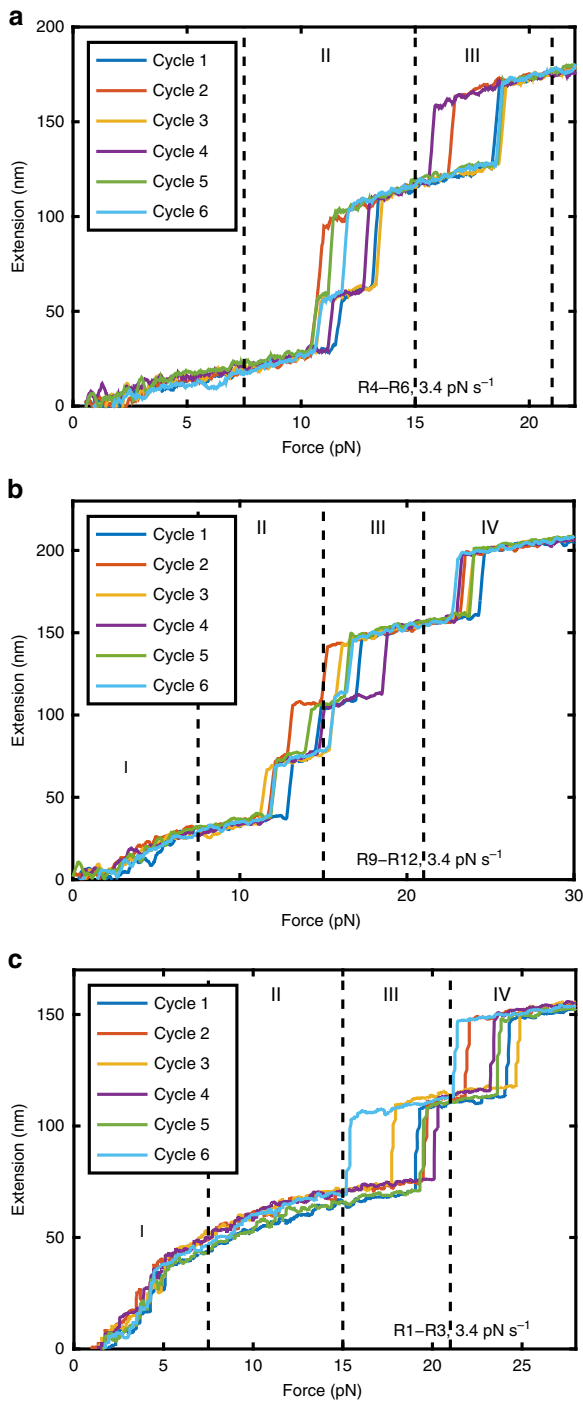 a
200
150
100
50
0
Extension (nm)
Cycle 1
Cycle 2
Cycle 3
Cycle 4
Cycle 5
Cycle 6
II
III
R4–R6, 3.4 pN s⁻¹
0 5 10 15 20
Force (pN)
b
200
150
100
50
0
Extension (nm)
Cycle 1
Cycle 2
Cycle 3
Cycle 4
Cycle 5
Cycle 6
I
II
III
IV
R9–R12, 3.4 pN s⁻¹
0 10 20 30
Force (pN)
c
150
100
50
0
Extension (nm)
Cycle 1
Cycle 2
Cycle 3
Cycle 4
Cycle 5
Cycle 6
I
II
III
IV
R1–R3, 3.4 pN s⁻¹
0 5 10 15 20 25
Force (pN)